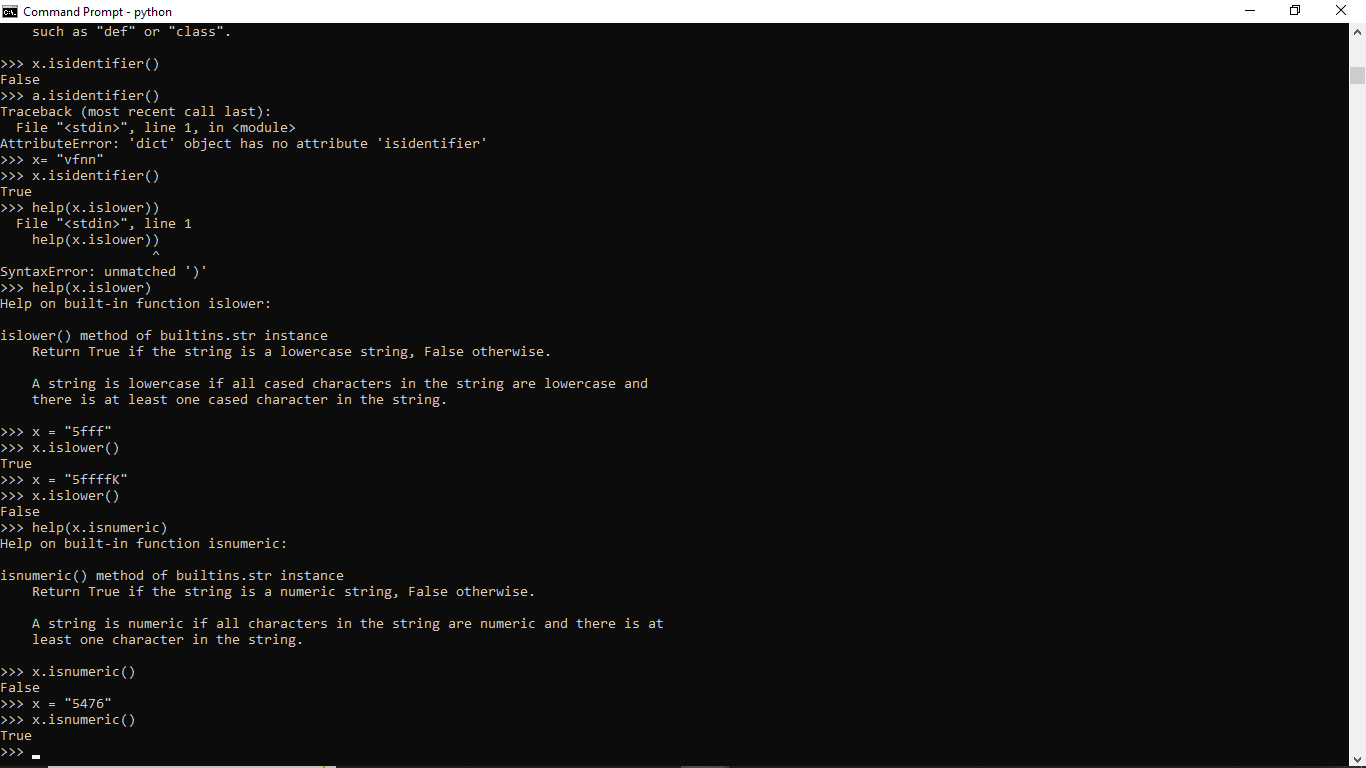 Command Prompt - python
    such as "def" or "class".

>>> x.isidentifier()
False
>>> a.isidentifier()
Traceback (most recent call last):
  File "<stdin>", line 1, in <module>
AttributeError: 'dict' object has no attribute 'isidentifier'
>>> x= "vfnn"
>>> x.isidentifier()
True
>>> help(x.islower))
  File "<stdin>", line 1
    help(x.islower))
                   ^
SyntaxError: unmatched ')'
>>> help(x.islower)
Help on built-in function islower:

islower() method of builtins.str instance
    Return True if the string is a lowercase string, False otherwise.

    A string is lowercase if all cased characters in the string are lowercase and
    there is at least one cased character in the string.

>>> x = "5fff"
>>> x.islower()
True
>>> x = "5ffffK"
>>> x.islower()
False
>>> help(x.isnumeric)
Help on built-in function isnumeric:

isnumeric() method of builtins.str instance
    Return True if the string is a numeric string, False otherwise.

    A string is numeric if all characters in the string are numeric and there is at
    least one character in the string.

>>> x.isnumeric()
False
>>> x = "5476"
>>> x.isnumeric()
True
>>> _